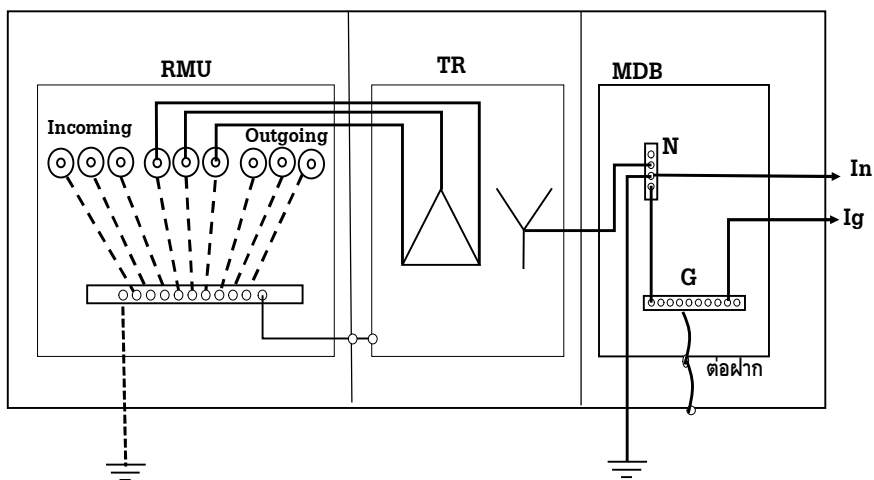 RMU
TR
MDB
Incoming
Outgoing
N
In
Ig
G
ต่อฝาก